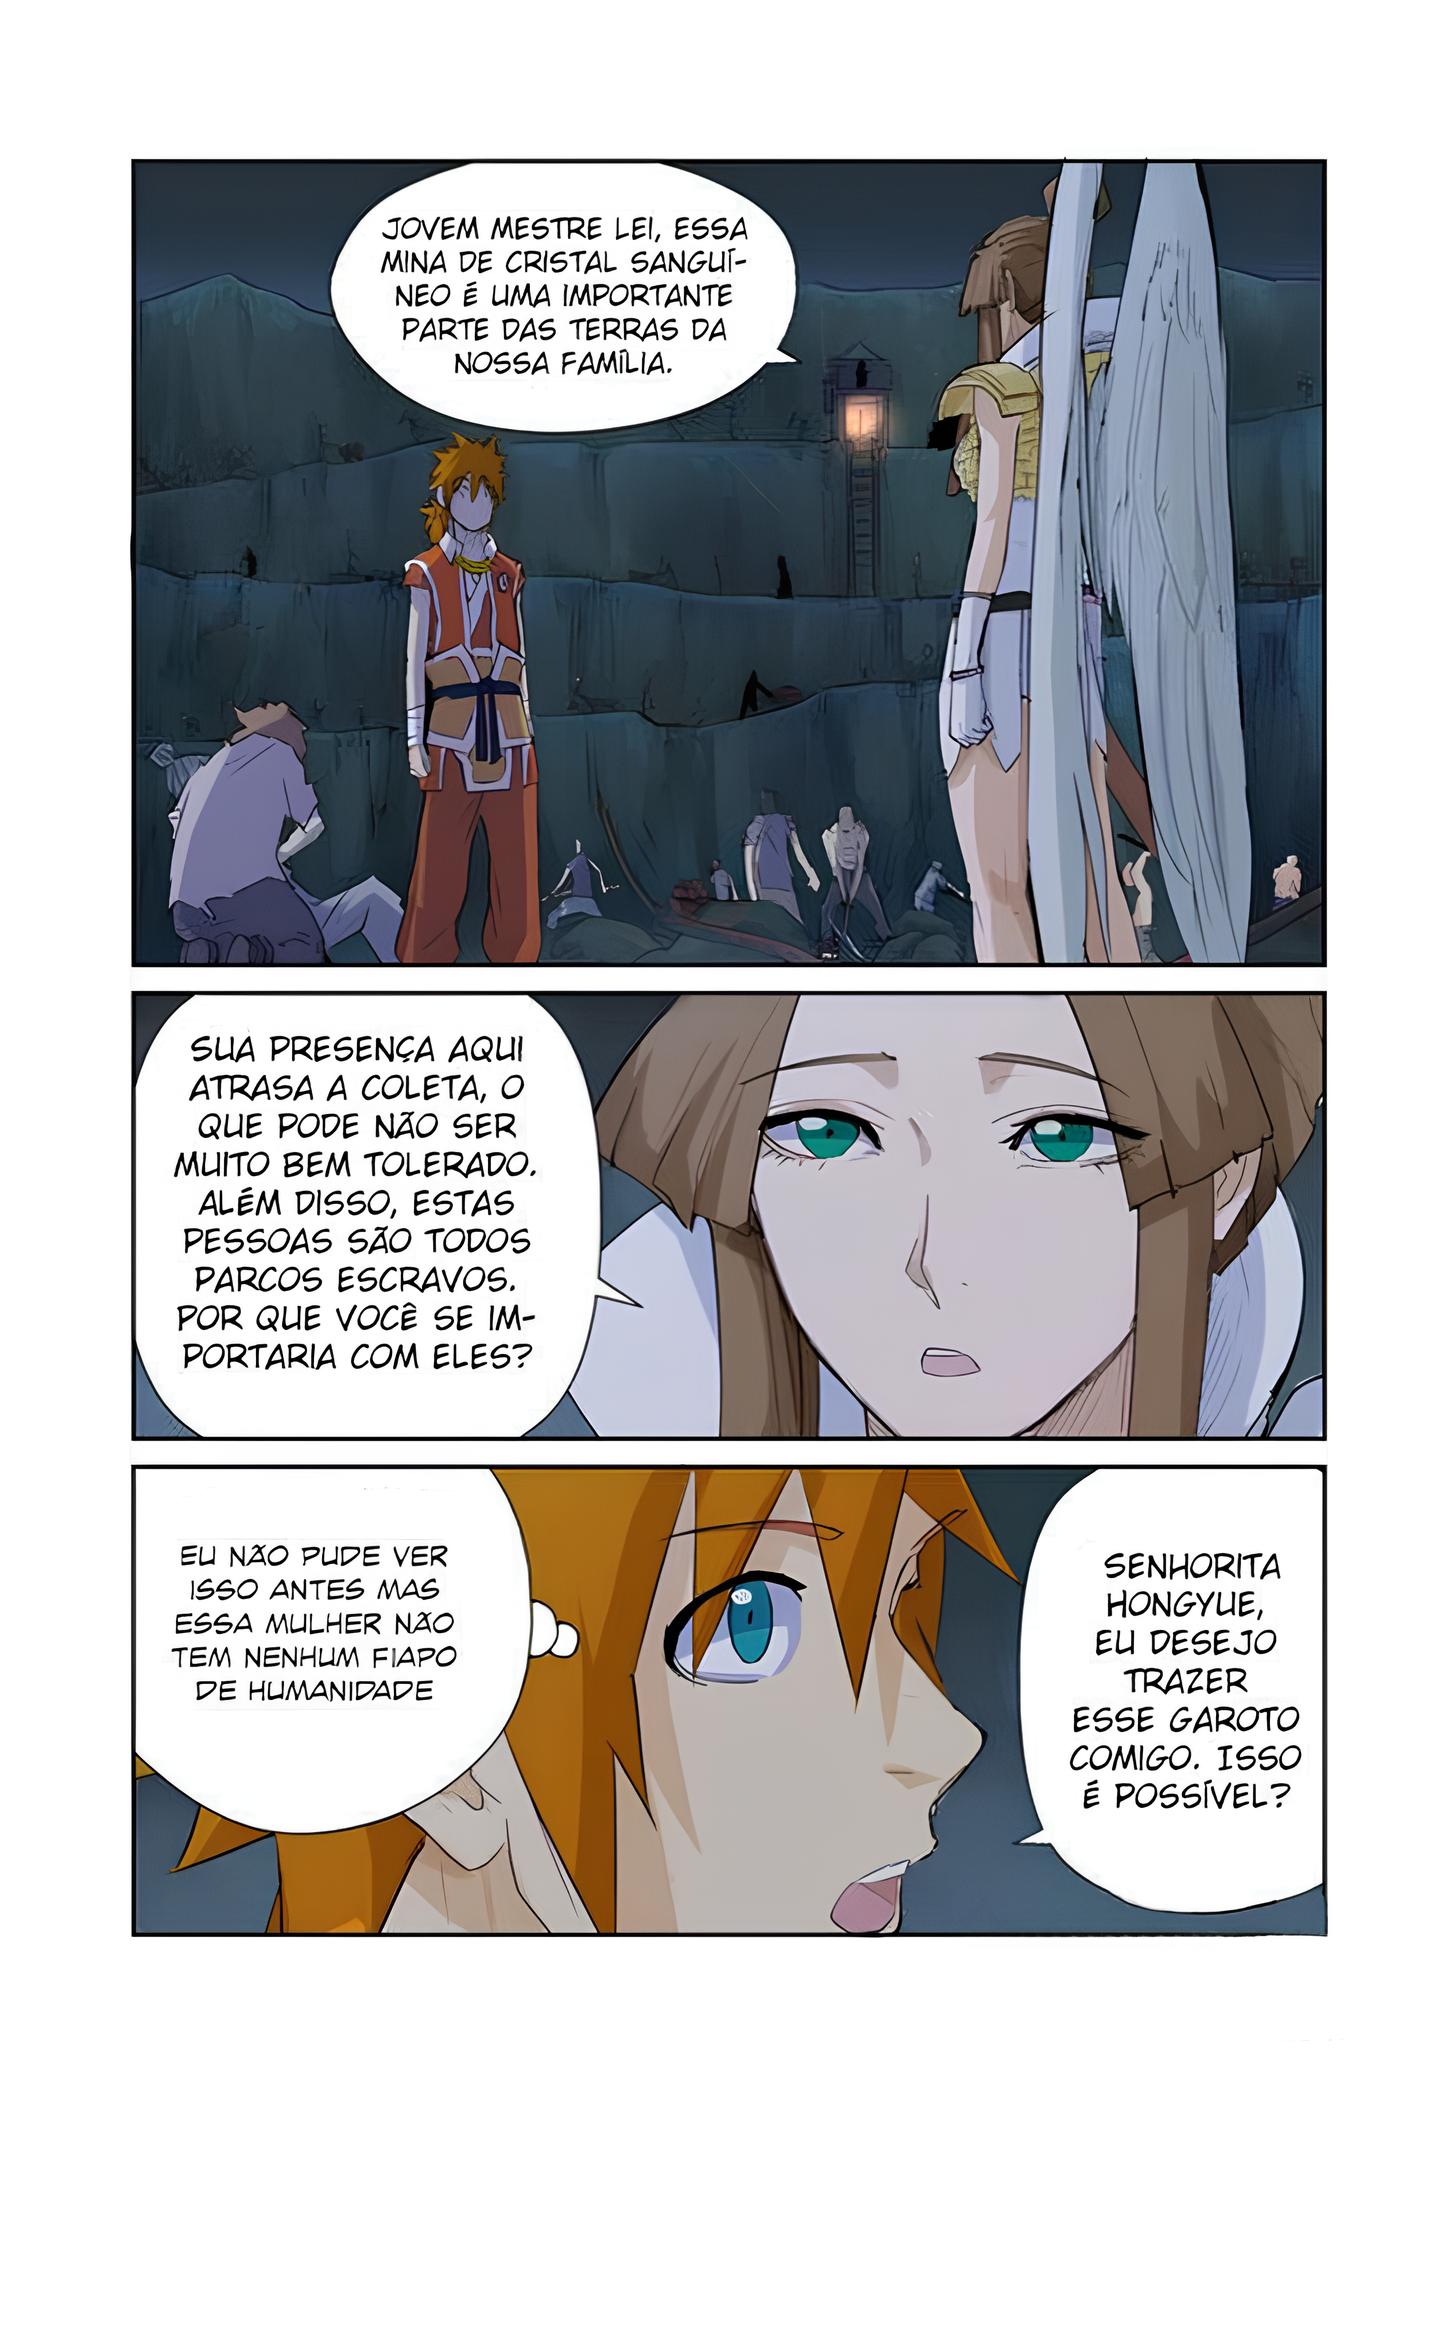 JOVEM MESTRE LEI, ESSA
MINA DE CRISTAL SANGUÍ-
NEO É UMA IMPORTANTE
PARTE DAS TERRAS DA
NOSSA FAMÍLIA.
SUA PRESENÇA AQUI
ATRASA A COLETA, O
QUE PODE NÃO SER
MUITO BEM TOLERADO.
ALÉM DISSO, ESTAS
PESSOAS SÃO TODOS
PARCOS ESCRAVOS.
POR QUE VOCÊ SE IM-
PORTARIA COM ELES?
EU NÃO PUDE VER
ISSO ANTES MAS
ESSA MULHER NÃO
TEM NENHUM FIAPO
DE HUMANIDADE
SENHORITA
HONGYUE,
EU DESEJO
TRAZER
ESSE GAROTO
COMIGO. ISSO
É POSSÍVEL?